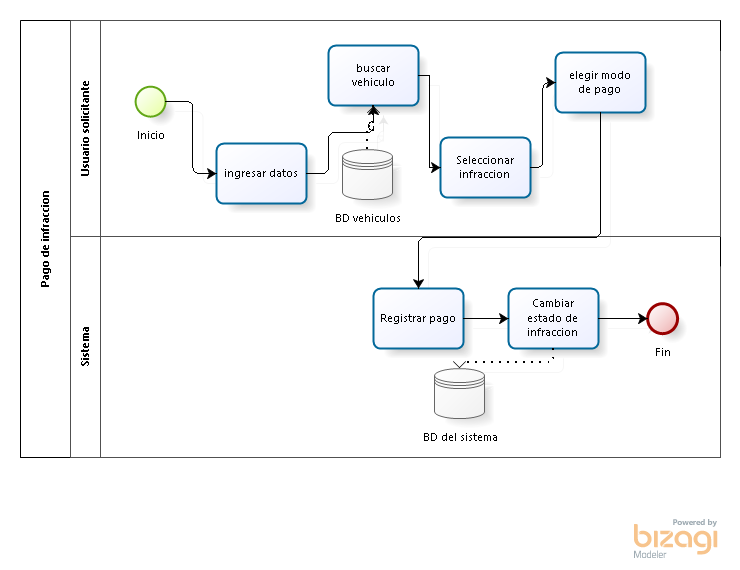 Pago de infraccion
Usuario solicitante
Inicio
ingresar datos
buscar
vehiculo
BD vehiculos
Seleccionar
infraccion
elegir modo
de pago
Sistema
Registrar pago
Cambiar
estado de
infraccion
Fin
BD del sistema
Powered by
bizagi
Modeler